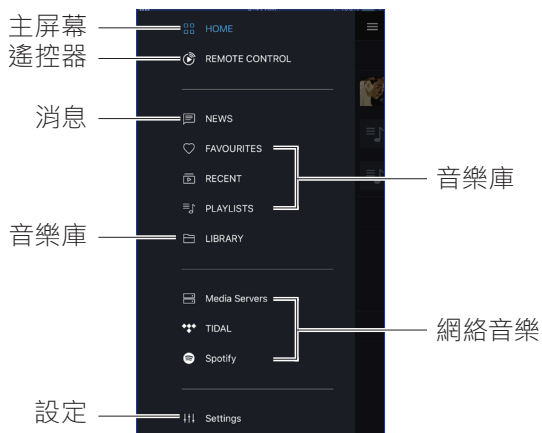 主屏幕
HOME
遙控器
REMOTE CONTROL
消息
NEWS
FAVOURITES
RECENT
音樂庫
PLAYLISTS
音樂庫
LIBRARY
Media Servers
TIDAL
網絡音樂
Spotify
設定
Settings